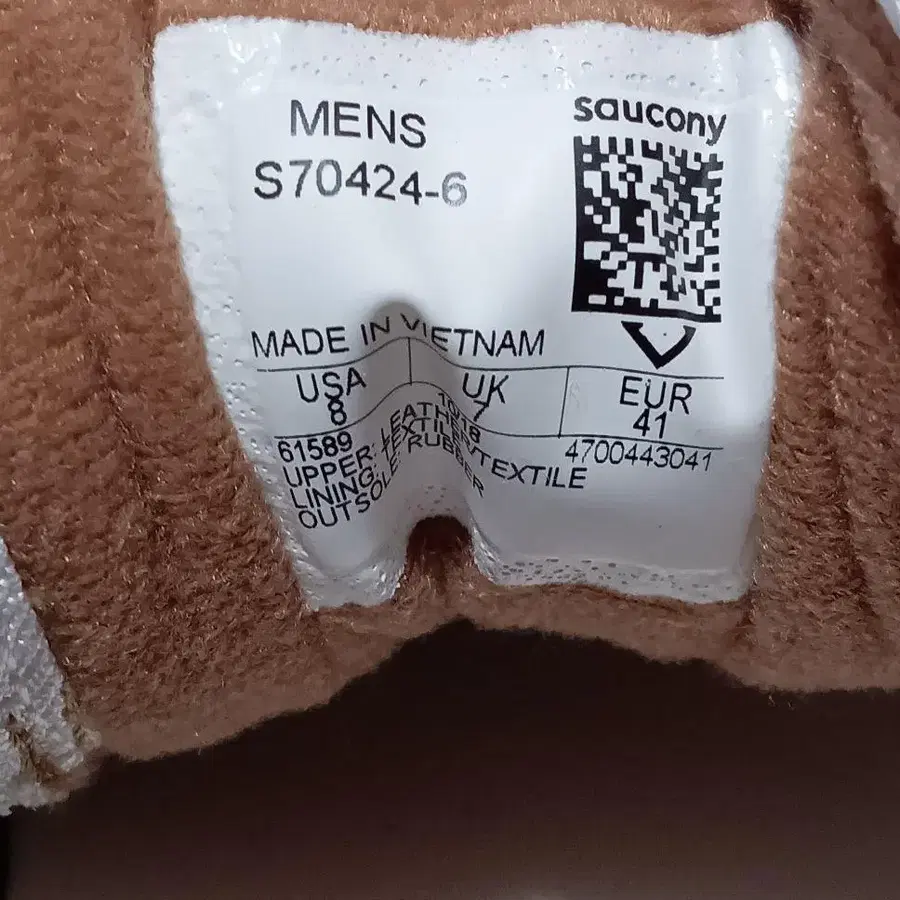 MENS
S70424-6
saucony
MADE IN VIETNAM
USA UK EUR
8 7 41
61589 10/18 4700443041
UPPER: LEATHER/TEXTILE
LINING: TEXTILE
OUTSOLE: RUBBER